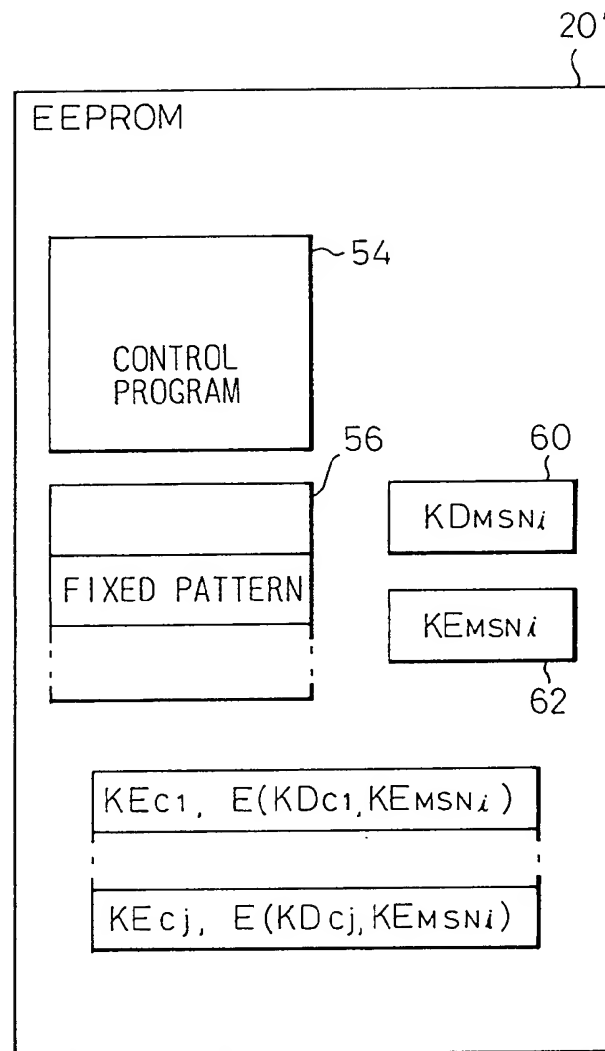 20'
EEPROM
54
CONTROL
PROGRAM
56
60
KDMSNi
FIXED PATTERN
KEMSNi
62
KEC1, E(KDC1,KEMSNi)
KECj, E(KDCj,KEMSNi)